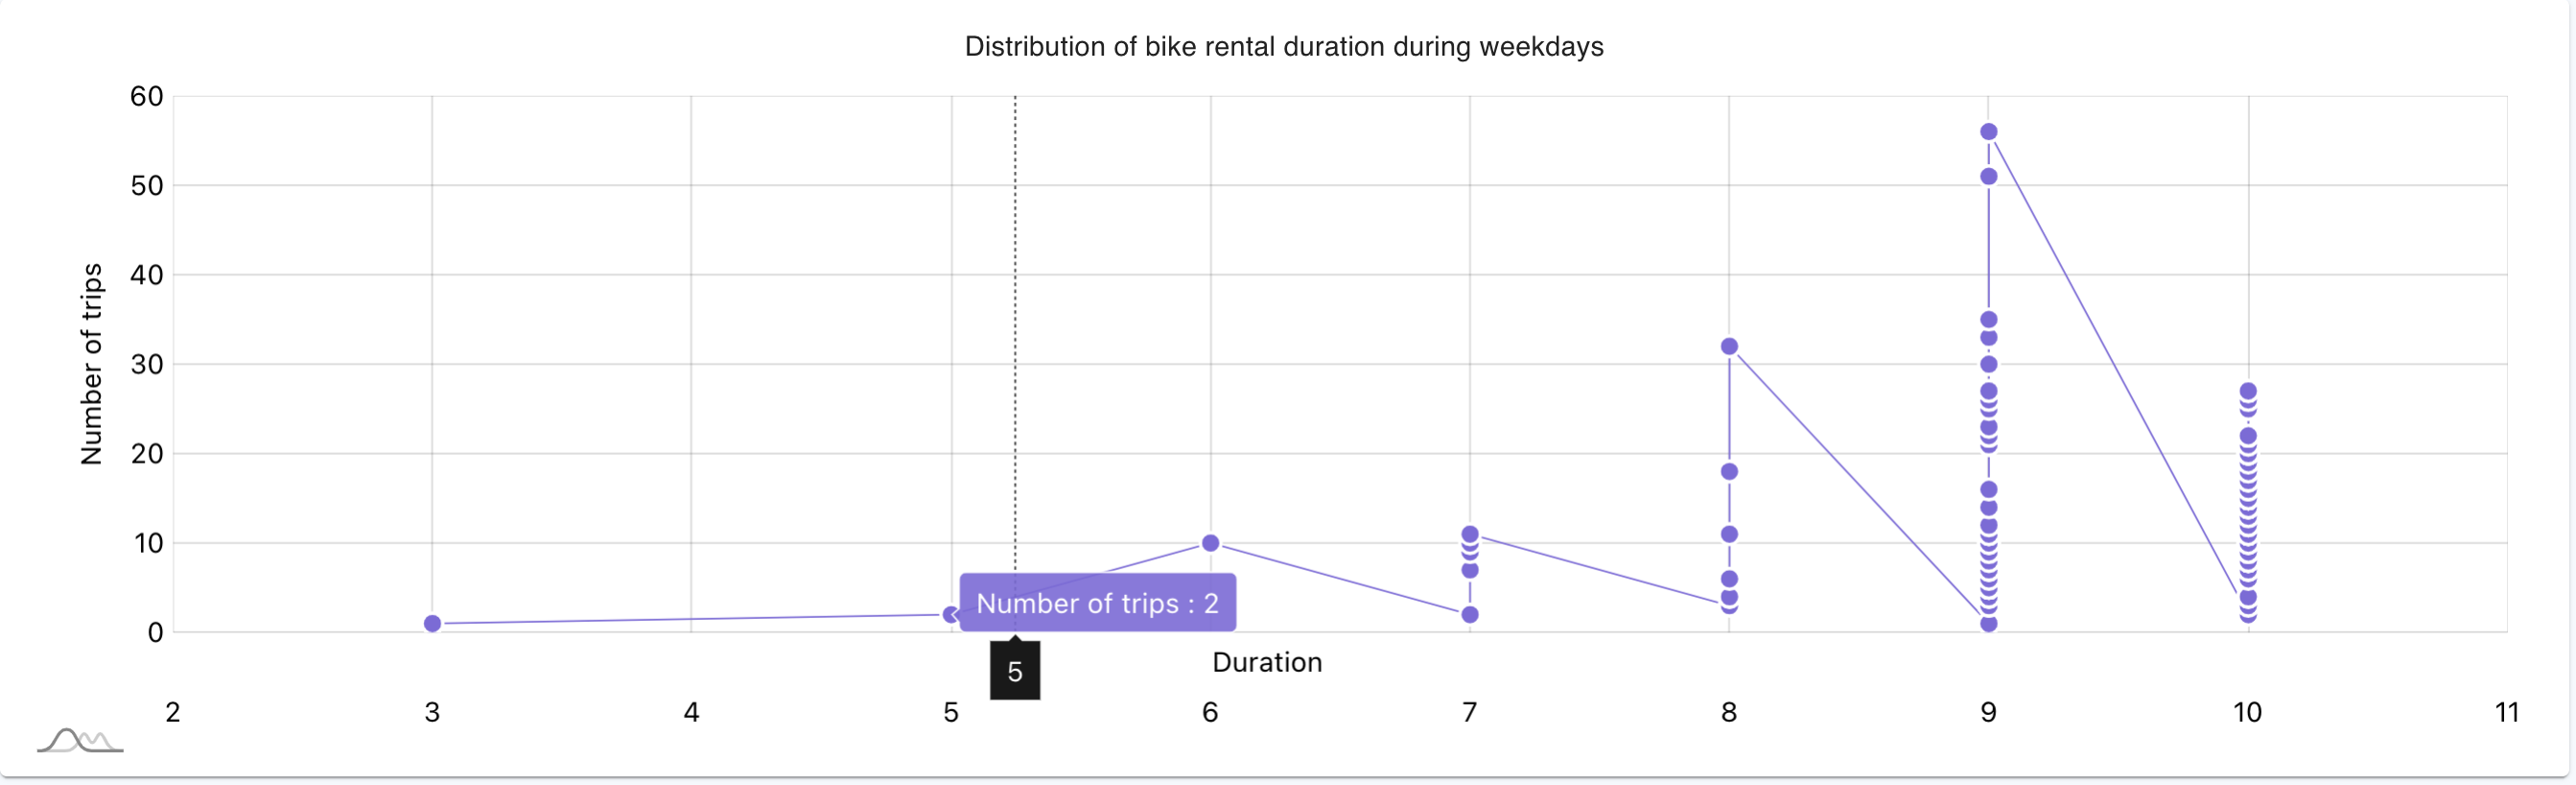 Distribution of bike rental duration during weekdays
60
50
40
30
20
10
0
Number of trips
Number of trips : 2
5
Duration
2 3 4 5 6 7 8 9 10 11